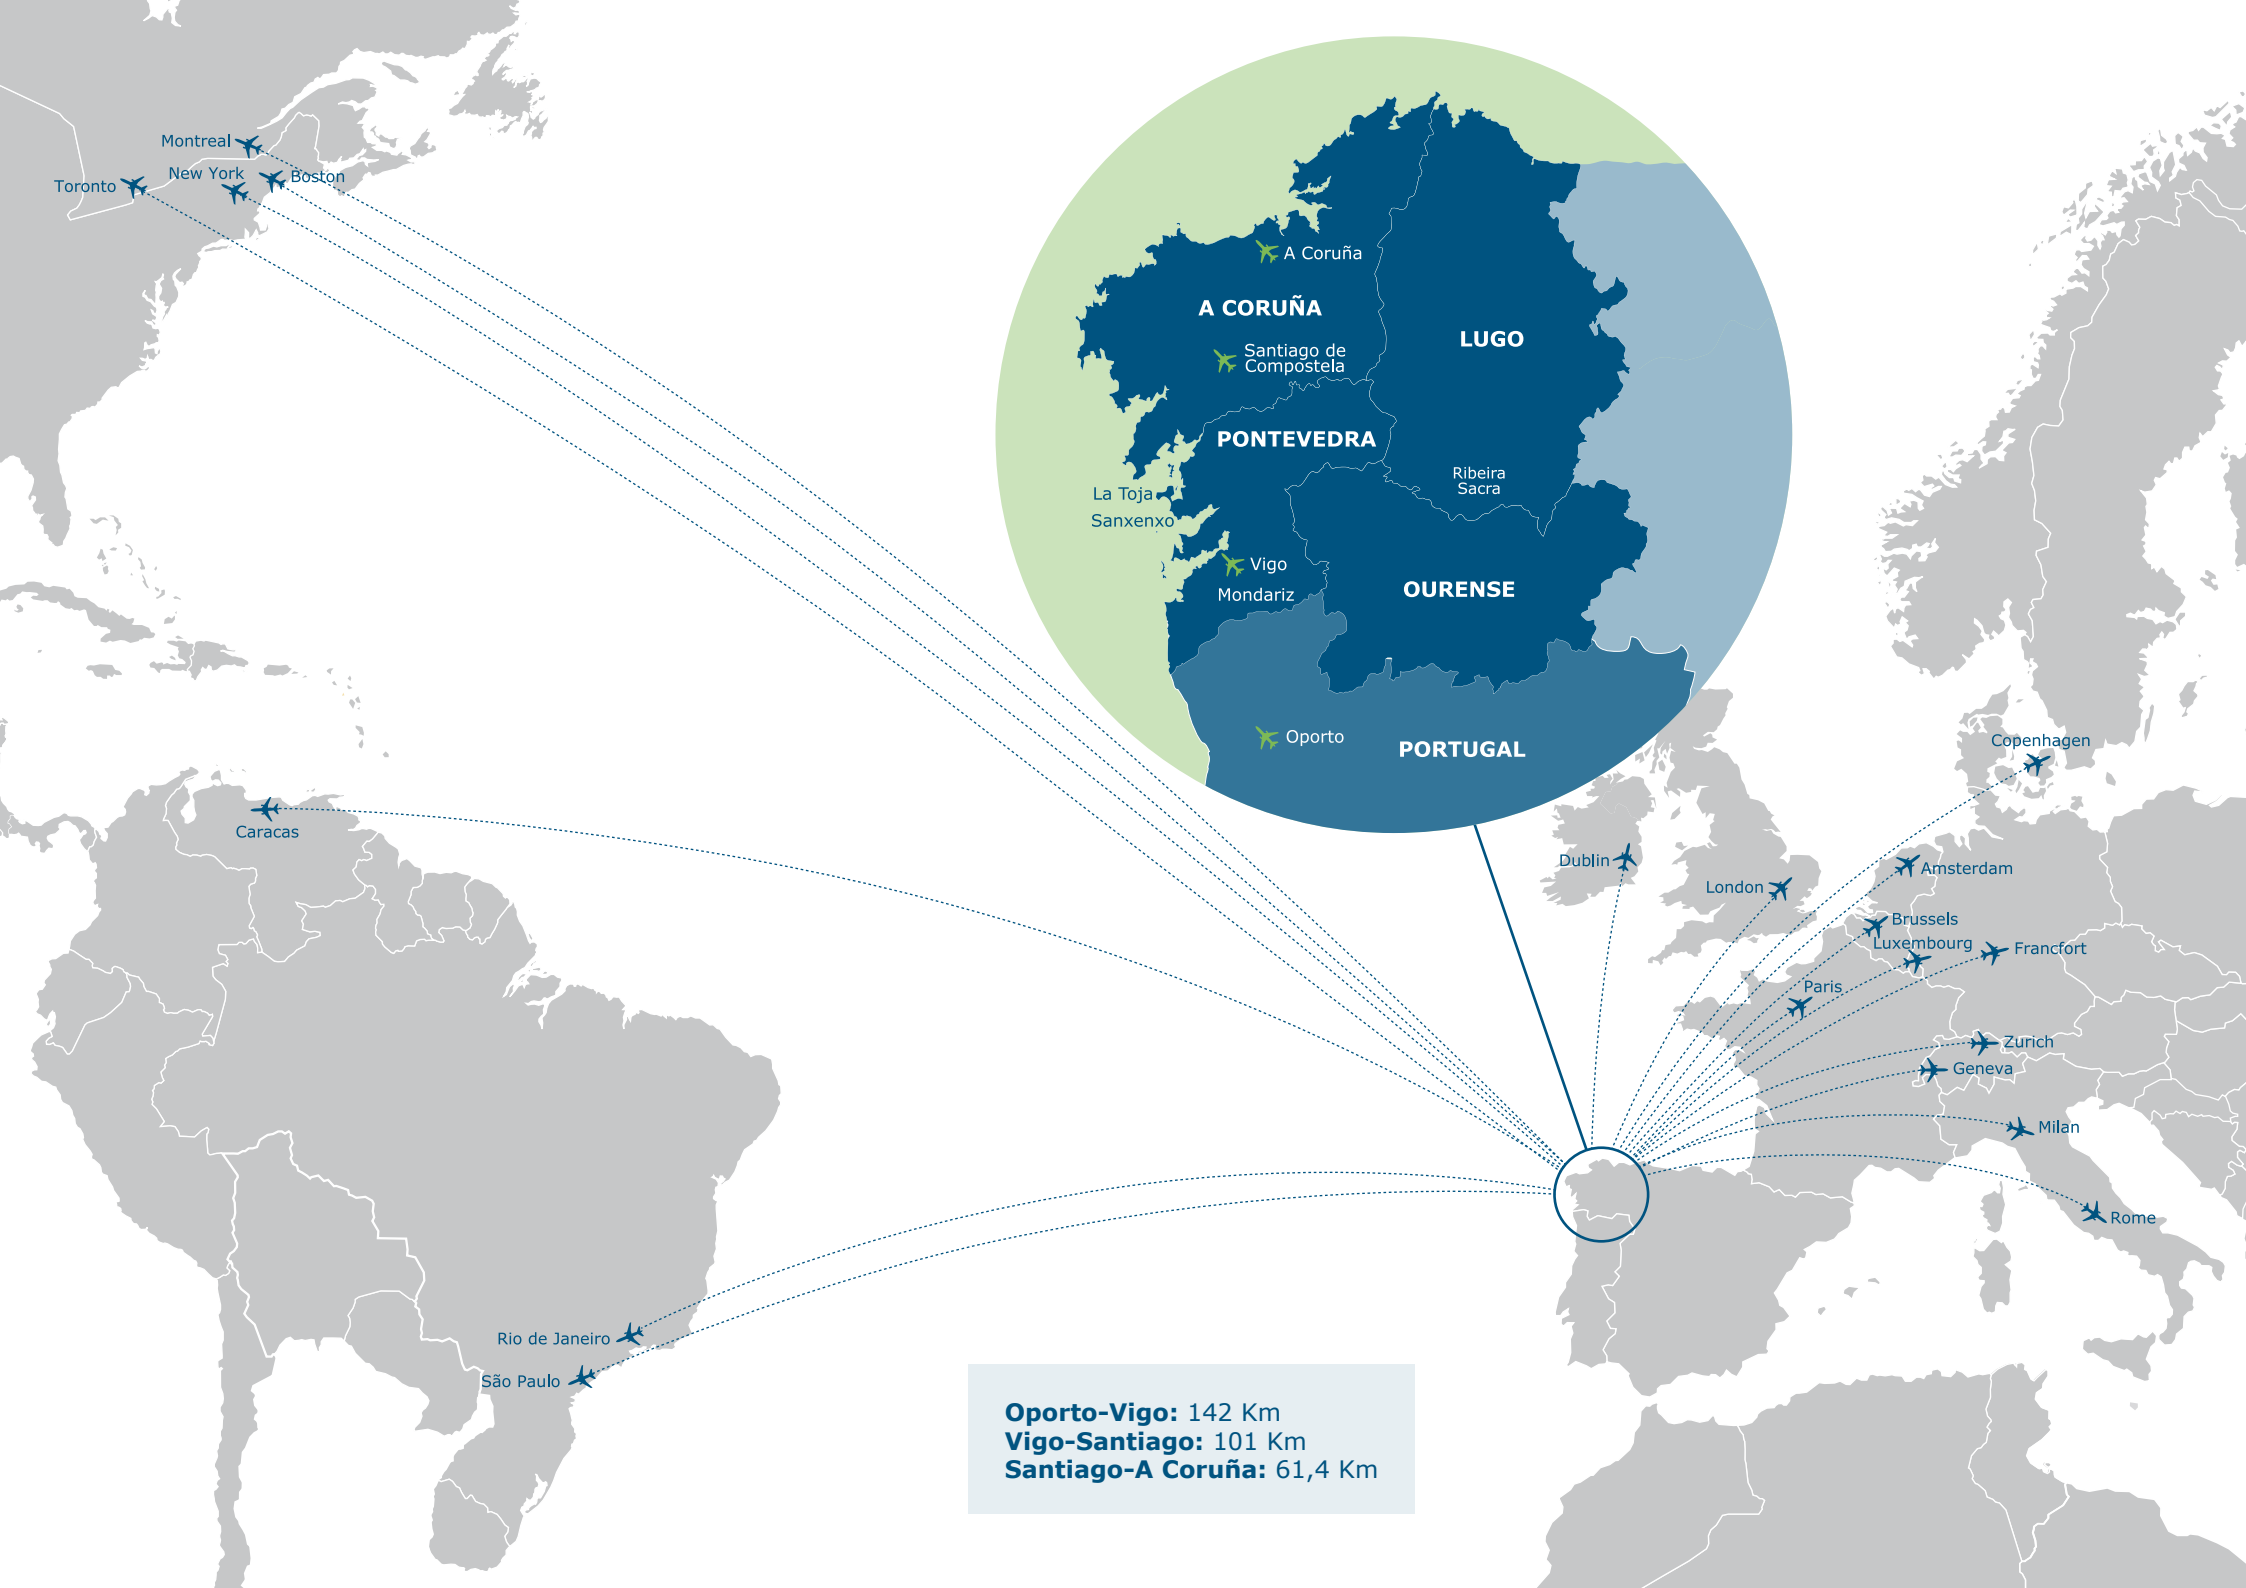 Montreal
New York
Boston
Toronto
A Coruña
A CORUÑA
LUGO
Santiago de
Compostela
PONTEVEDRA
Ribeira
Sacra
La Toja
Sanxenxo
Vigo
Mondariz
OURENSE
Oporto
PORTUGAL
Copenhagen
Caracas
Dublin
Amsterdam
London
Brussels
Luxembourg
Francfort
Paris
Zurich
Geneva
Milan
Rome
Rio de Janeiro
São Paulo
Oporto-Vigo: 142 Km
Vigo-Santiago: 101 Km
Santiago-A Coruña: 61,4 Km